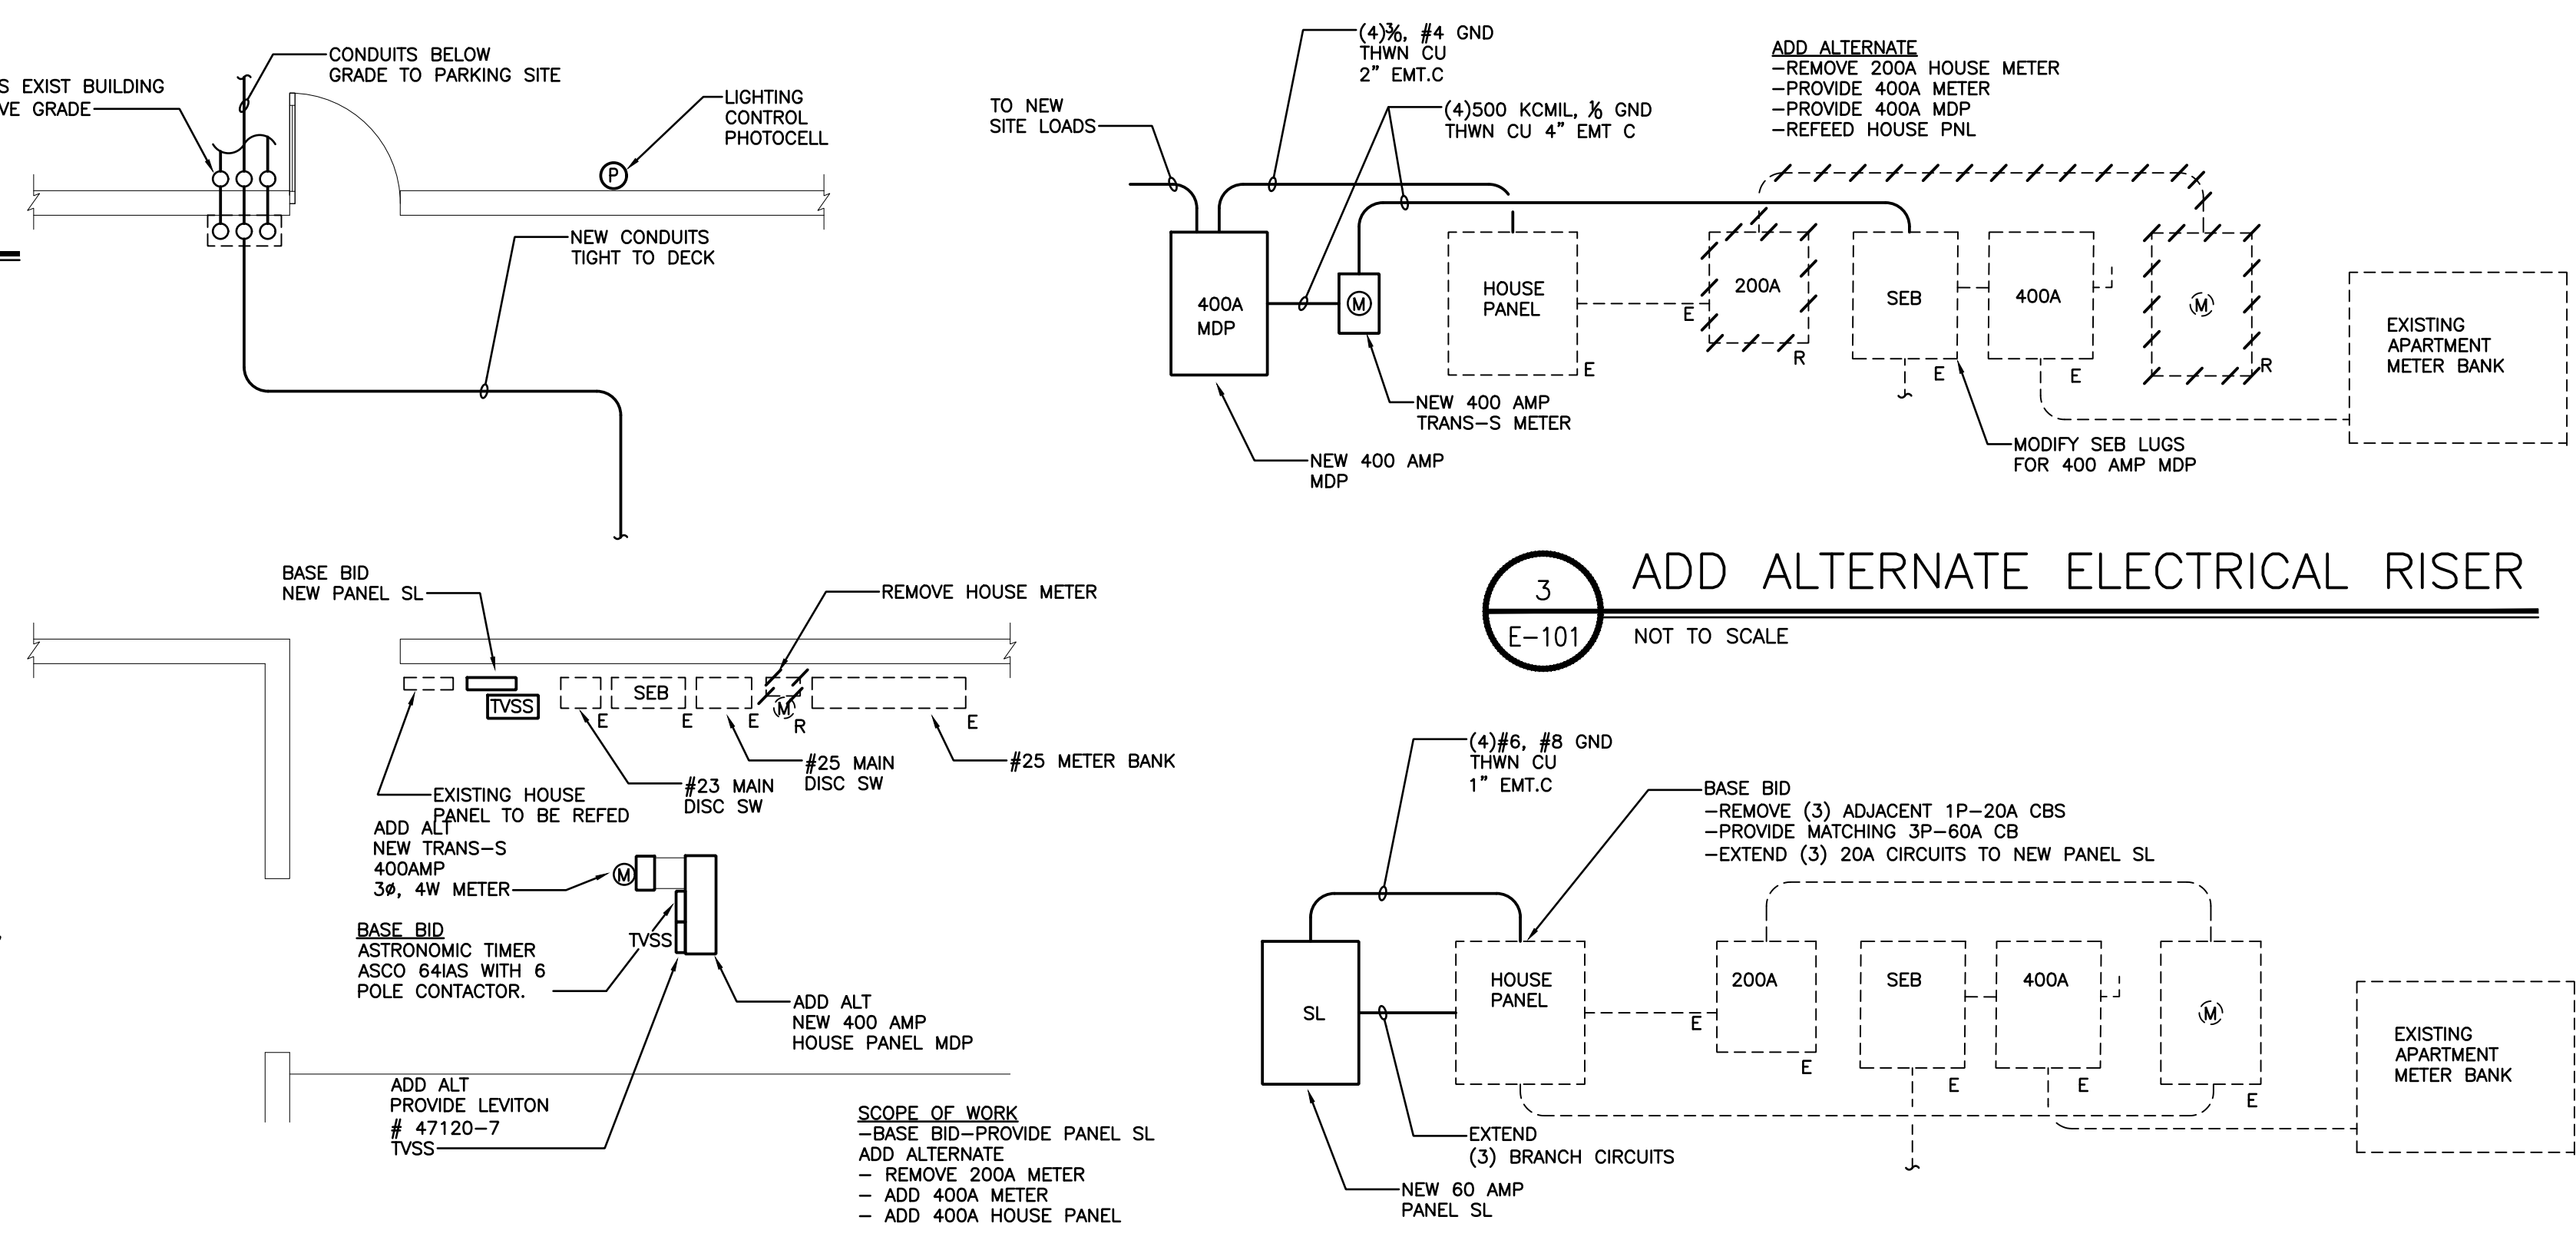 CONDUITS BELOW
GRADE TO PARKING SITE
S EXIST BUILDING
VE GRADE
LIGHTING
CONTROL
PHOTOCELL
P
NEW CONDUITS
TIGHT TO DECK
(4)3/0, #4 GND
THWN CU
2" EMT.C
TO NEW
SITE LOADS
(4)500 KCMIL, 1/0 GND
THWN CU 4" EMT C
ADD ALTERNATE
-REMOVE 200A HOUSE METER
-PROVIDE 400A METER
-PROVIDE 400A MDP
-REFEED HOUSE PNL
400A
MDP
M
HOUSE
PANEL
E
200A
E
R
SEB
E
400A
E
M
R
EXISTING
APARTMENT
METER BANK
NEW 400 AMP
TRANS-S METER
NEW 400 AMP
MDP
MODIFY SEB LUGS
FOR 400 AMP MDP
3
E-101
ADD ALTERNATE ELECTRICAL RISER
NOT TO SCALE
BASE BID
NEW PANEL SL
REMOVE HOUSE METER
TVSS
E
SEB
E
E
M
R
E
#25 MAIN
DISC SW
#25 METER BANK
#23 MAIN
DISC SW
EXISTING HOUSE
PANEL TO BE REFED
ADD ALT
NEW TRANS-S
400AMP
3ø, 4W METER
M
BASE BID
ASTRONOMIC TIMER
ASCO 64IAS WITH 6
POLE CONTACTOR.
TVSS
ADD ALT
NEW 400 AMP
HOUSE PANEL MDP
ADD ALT
PROVIDE LEVITON
# 47120-7
TVSS
SCOPE OF WORK
-BASE BID-PROVIDE PANEL SL
ADD ALTERNATE
- REMOVE 200A METER
- ADD 400A METER
- ADD 400A HOUSE PANEL
(4)#6, #8 GND
THWN CU
1" EMT.C
BASE BID
-REMOVE (3) ADJACENT 1P-20A CBS
-PROVIDE MATCHING 3P-60A CB
-EXTEND (3) 20A CIRCUITS TO NEW PANEL SL
SL
HOUSE
PANEL
E
200A
E
SEB
E
400A
E
M
E
EXISTING
APARTMENT
METER BANK
EXTEND
(3) BRANCH CIRCUITS
NEW 60 AMP
PANEL SL